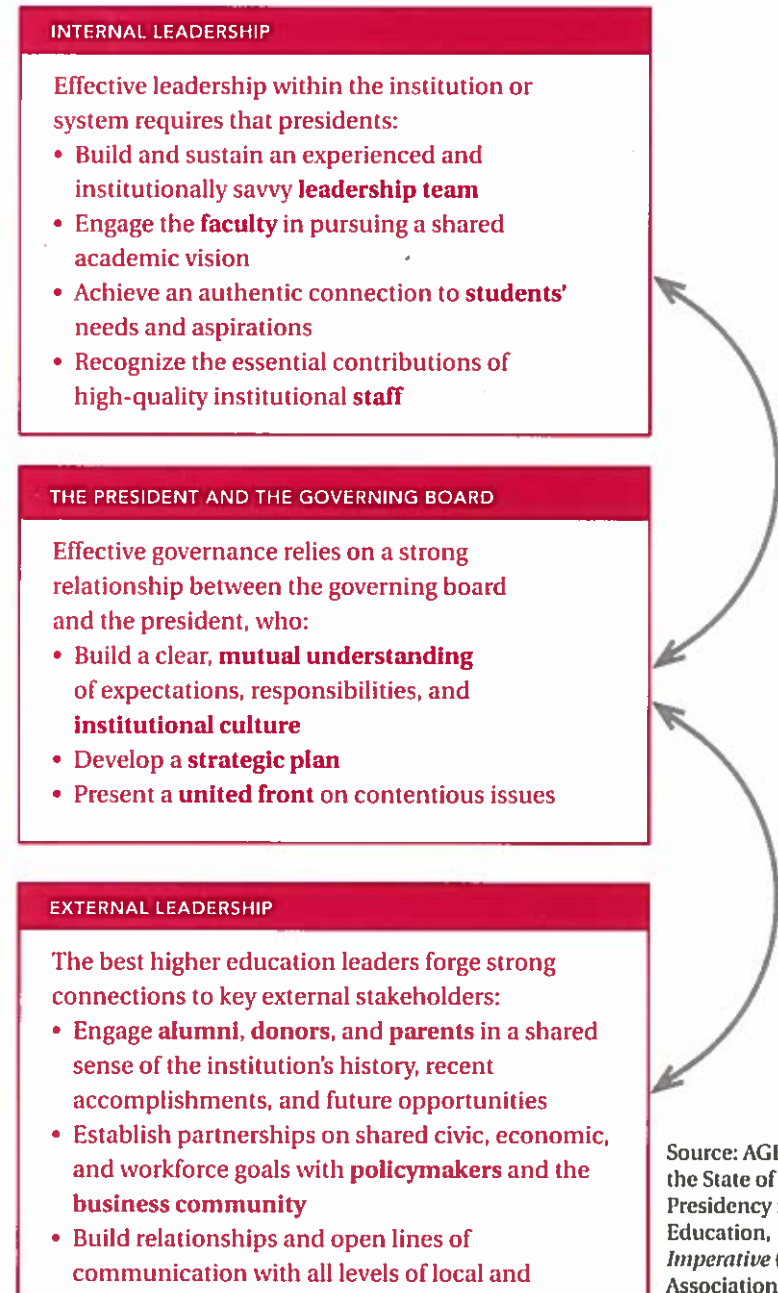 INTERNAL LEADERSHIP
Effective leadership within the institution or
system requires that presidents:
• Build and sustain an experienced and
institutionally savvy leadership team
• Engage the faculty in pursuing a shared
academic vision
• Achieve an authentic connection to students'
needs and aspirations
• Recognize the essential contributions of
high-quality institutional staff
THE PRESIDENT AND THE GOVERNING BOARD
Effective governance relies on a strong
relationship between the governing board
and the president, who:
• Build a clear, mutual understanding
of expectations, responsibilities, and
institutional culture
• Develop a strategic plan
• Present a united front on contentious issues
EXTERNAL LEADERSHIP
The best higher education leaders forge strong
connections to key external stakeholders:
• Engage alumni, donors, and parents in a shared
sense of the institution's history, recent
accomplishments, and future opportunities
• Establish partnerships on shared civic, economic,
and workforce goals with policymakers and the
business community
• Build relationships and open lines of
communication with all levels of local and
Source:
the State of
Presidency
Education,
Imperative
Association